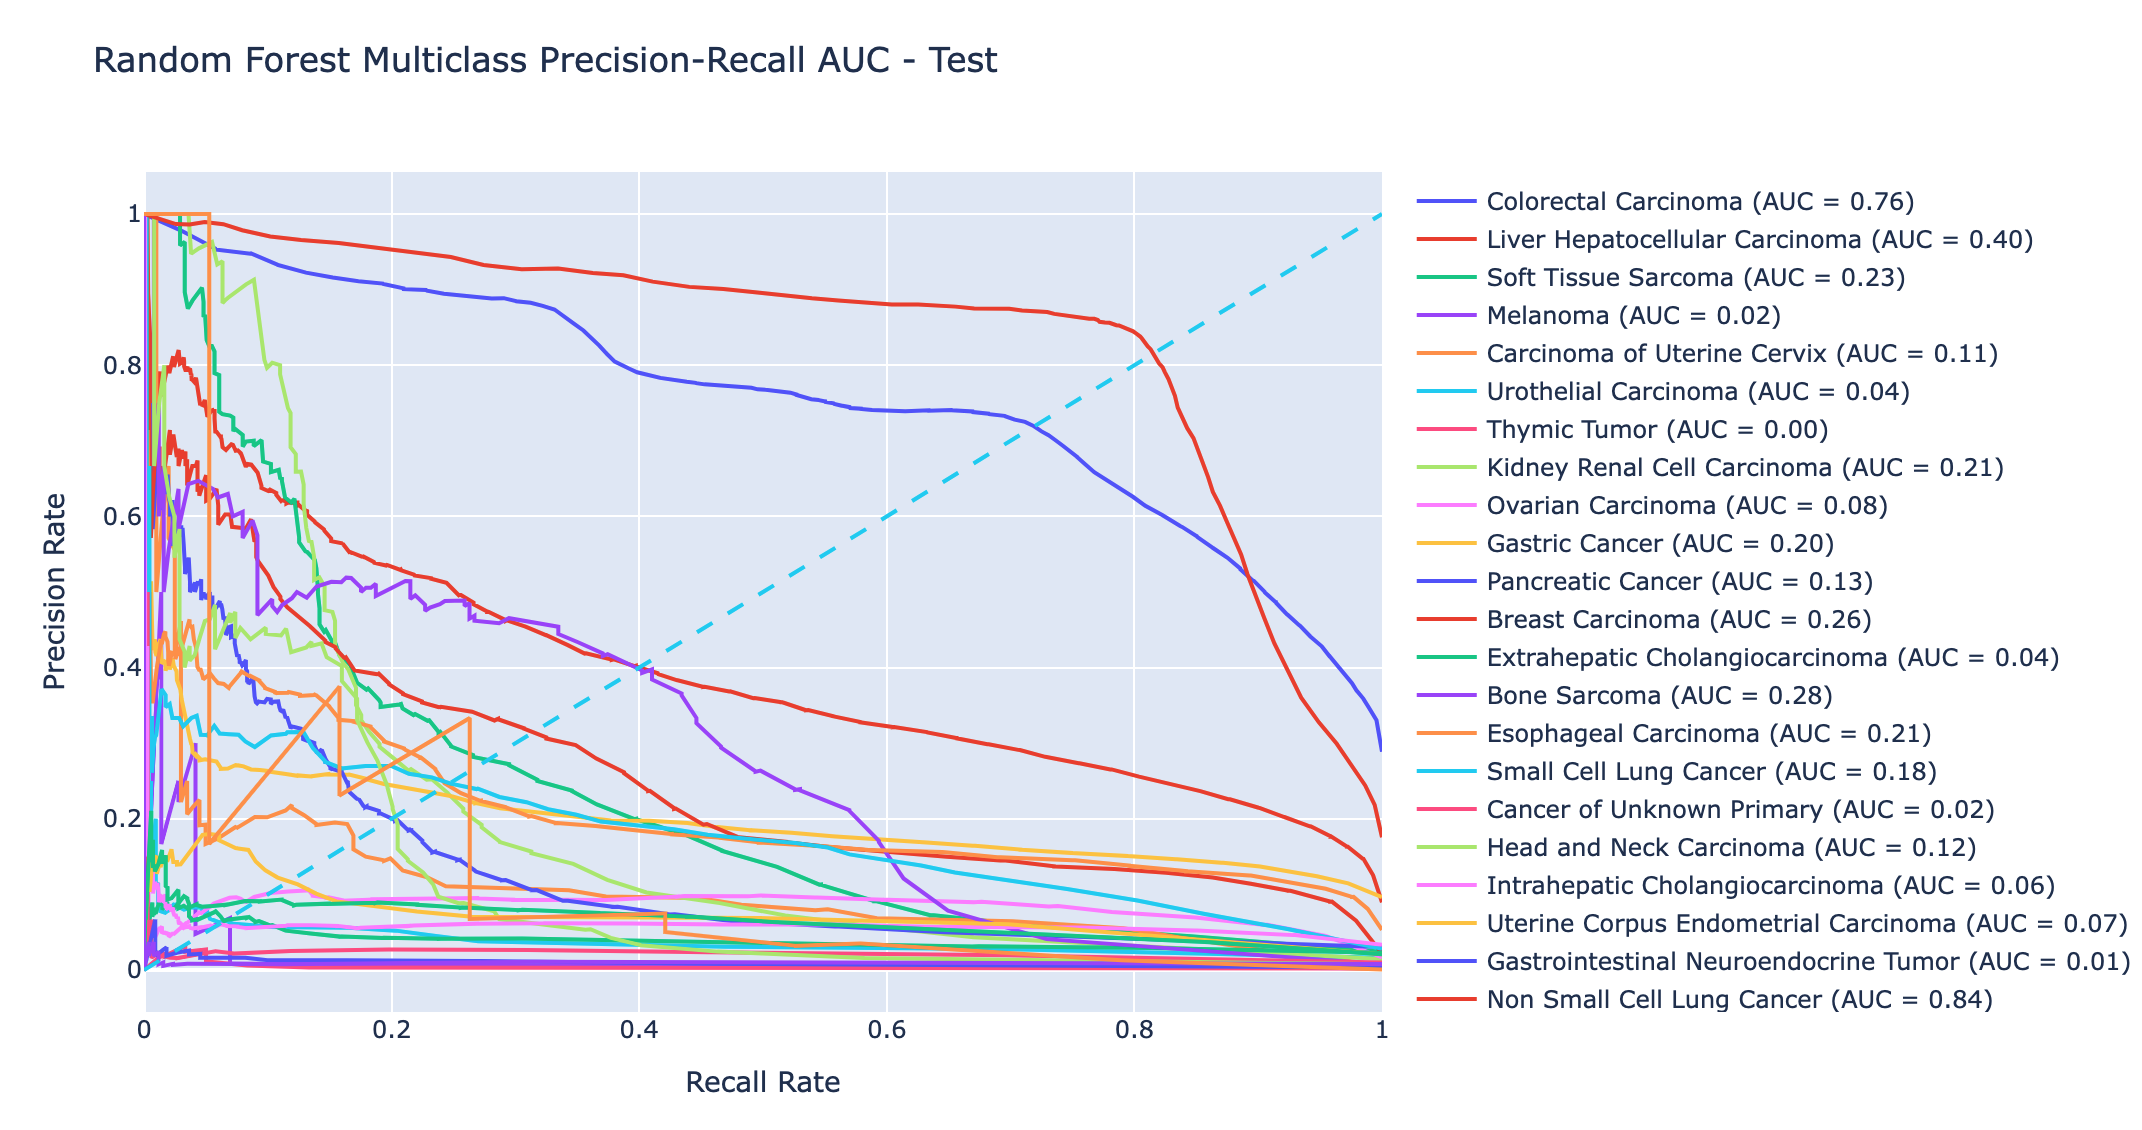 Random Forest Multiclass Precision-Recall AUC - Test
Colorectal Carcinoma (AUC = 0.76)
Liver Hepatocellular Carcinoma (AUC = 0.40)
Soft Tissue Sarcoma (AUC = 0.23)
Melanoma (AUC = 0.02)
Carcinoma of Uterine Cervix (AUC = 0.11)
Urothelial Carcinoma (AUC = 0.04)
Thymic Tumor (AUC = 0.00)
Kidney Renal Cell Carcinoma (AUC = 0.21)
Ovarian Carcinoma (AUC = 0.08)
Gastric Cancer (AUC = 0.20)
Pancreatic Cancer (AUC = 0.13)
Breast Carcinoma (AUC = 0.26)
Extrahepatic Cholangiocarcinoma (AUC = 0.04)
Bone Sarcoma (AUC = 0.28)
Esophageal Carcinoma (AUC = 0.21)
Small Cell Lung Cancer (AUC = 0.18)
Cancer of Unknown Primary (AUC = 0.02)
Head and Neck Carcinoma (AUC = 0.12)
Intrahepatic Cholangiocarcinoma (AUC = 0.06)
Uterine Corpus Endometrial Carcinoma (AUC = 0.07)
Gastrointestinal Neuroendocrine Tumor (AUC = 0.01)
Non Small Cell Lung Cancer (AUC = 0.84)
1
0.8
0.6
0.4
0.2
0
Precision Rate
0 0.2 0.4 0.6 0.8 1
Recall Rate